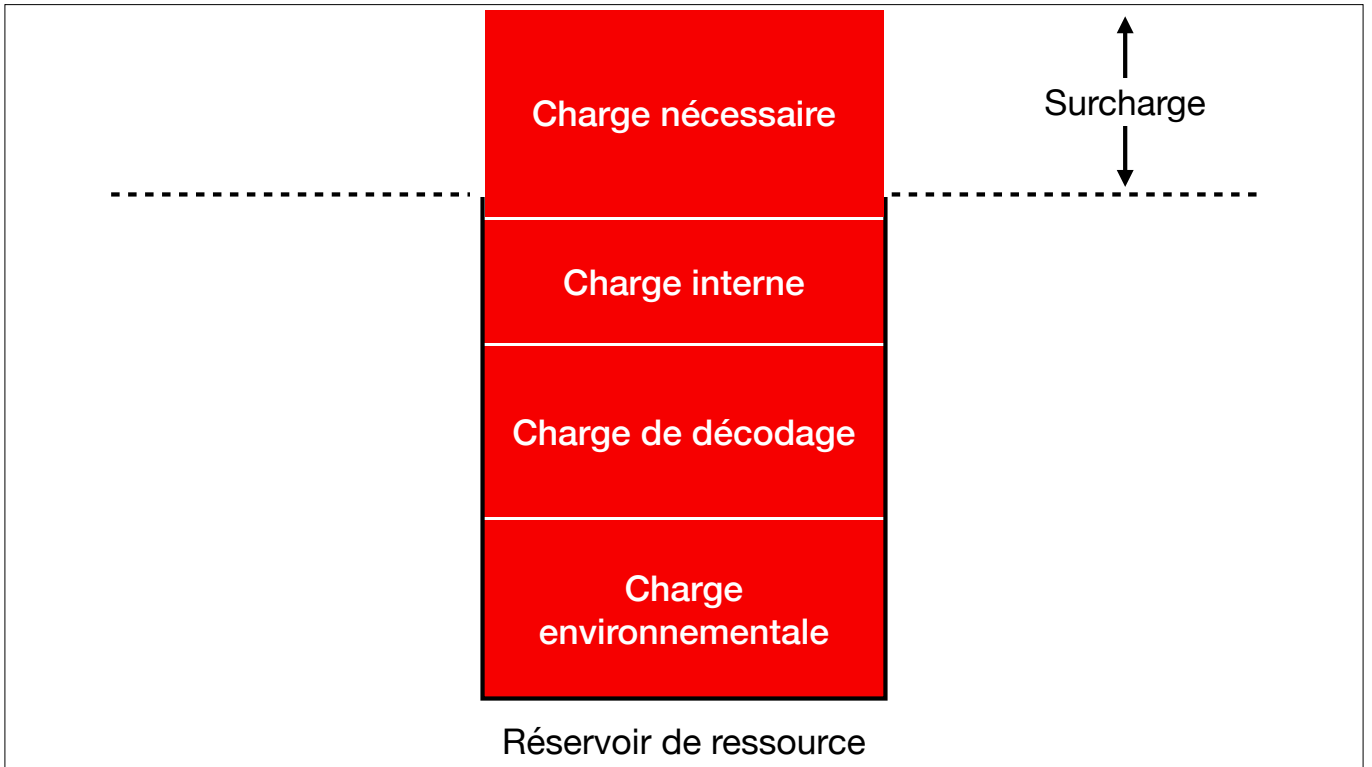 Charge nécessaire
Surcharge
Charge interne
Charge de décodage
Charge
environnementale
Réservoir de ressource